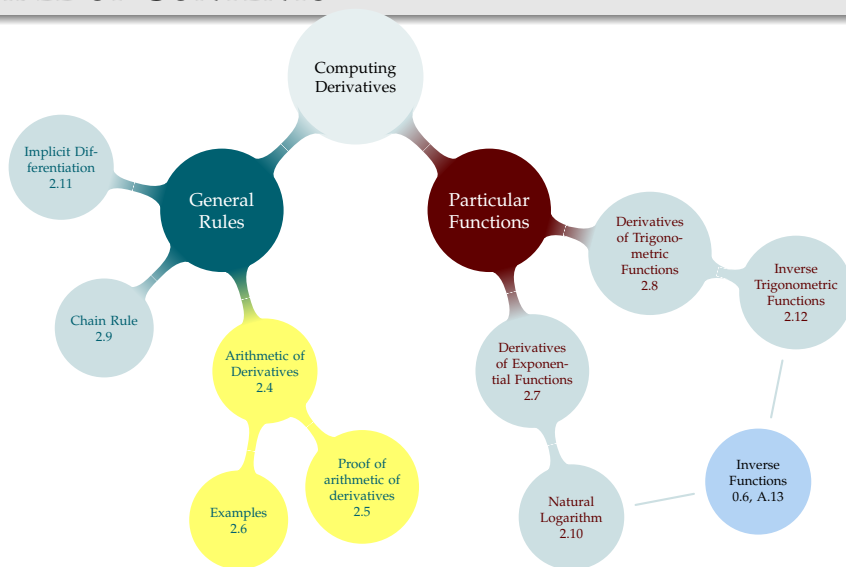 Computing
Derivatives
General
Rules
Particular
Functions
Implicit Dif-
ferentiation
2.11
Chain Rule
2.9
Arithmetic of
Derivatives
2.4
Examples
2.6
Proof of
arithmetic of
derivatives
2.5
Derivatives
of Trigono-
metric
Functions
2.8
Inverse
Trigonometric
Functions
2.12
Derivatives
of Exponen-
tial Functions
2.7
Natural
Logarithm
2.10
Inverse
Functions
0.6, A.13